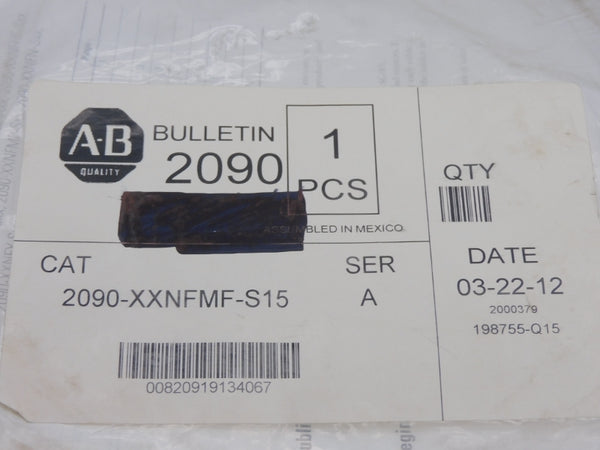 A-B
QUALITY
BULLETIN
2090
1
PCS
ASSEMBLED IN MEXICO
QTY
CAT
SER
2090-XXNFMF-S15
A
DATE
03-22-12
2000379
198755-Q15
00820919134067